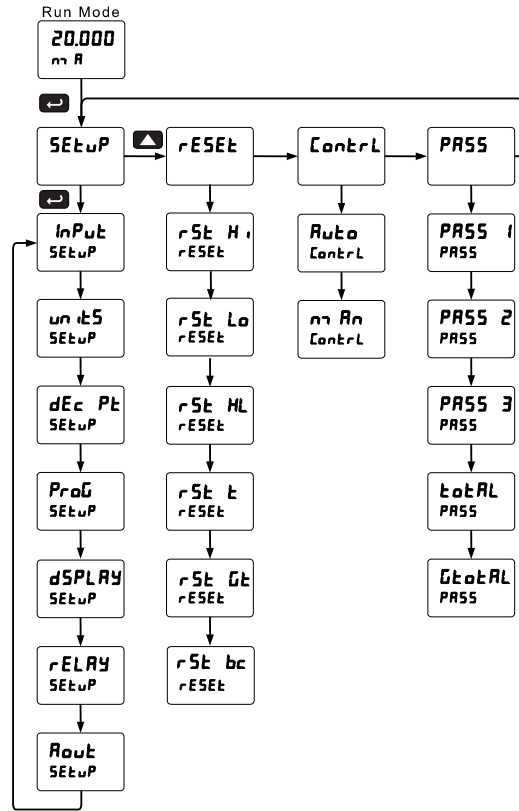 Run Mode
20.000
mA
SEtuP
rESEt
ContrL
PASS
InPut
SEtuP
rSt Hi
rESEt
Auto
ContrL
PASS 1
PASS
unitS
SEtuP
rSt Lo
rESEt
mAn
ContrL
PASS 2
PASS
dEc Pt
SEtuP
rSt HL
rESEt
PASS 3
PASS
ProG
SEtuP
rSt t
rESEt
totAL
PASS
dSPLAY
SEtuP
rSt Gt
rESEt
GtotAL
PASS
rELAY
SEtuP
rSt bc
rESEt
Aout
SEtuP